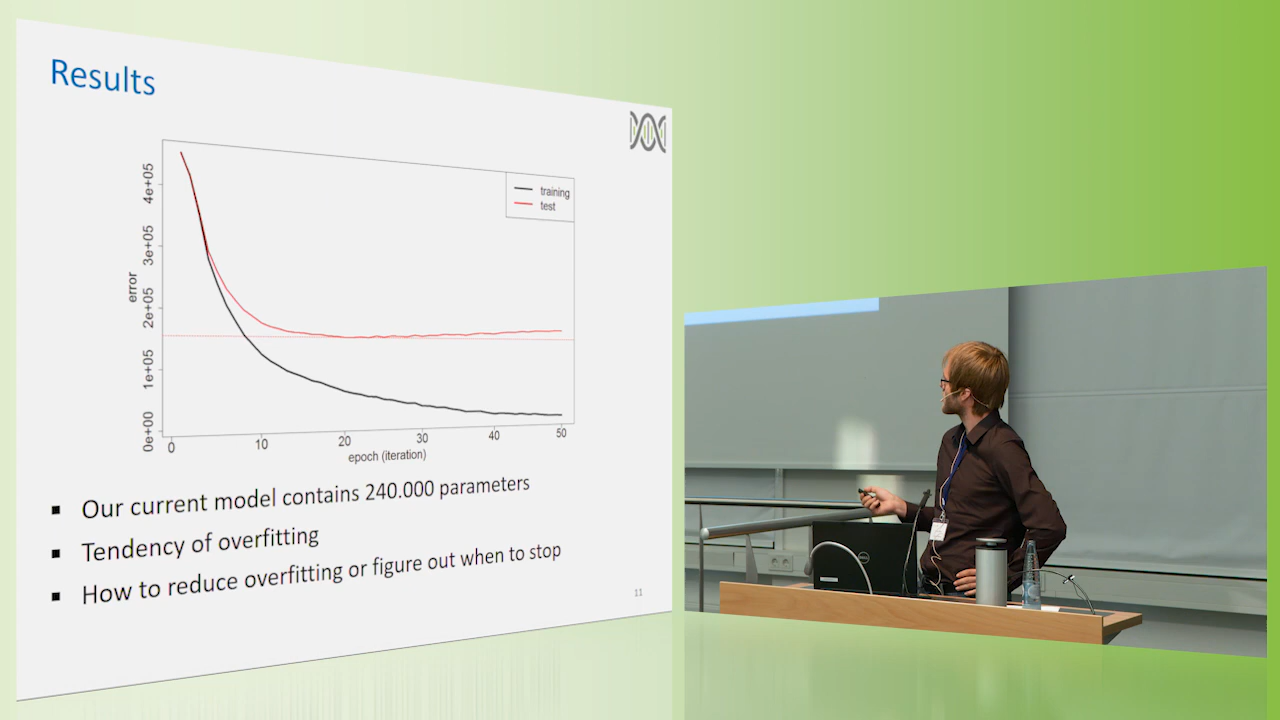 Results
training
test
error
0e+00 1e+05 2e+05 3e+05 4e+05
0 10 20 30 40 50
epoch (iteration)
▪ Our current model contains 240.000 parameters
▪ Tendency of overfitting
▪ How to reduce overfitting or figure out when to stop
11
DELL